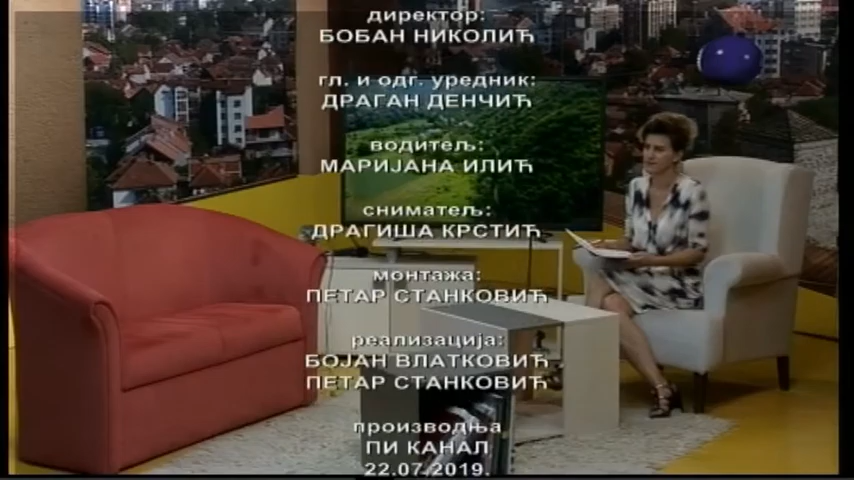 директор:
БОБАН НИКОЛИЋ
гл. и одг. уредник:
ДРАГАН ДЕНЧИЋ
водитељ:
МАРИЈАНА ИЛИЋ
сниматељ:
ДРАГИША КРСТИЋ
монтажа:
ПЕТАР СТАНКОВИЋ
реализација:
БОЈАН ВЛАТКОВИЋ
ПЕТАР СТАНКОВИЋ
производња
ПИ КАНАЛ
22.07.2019.